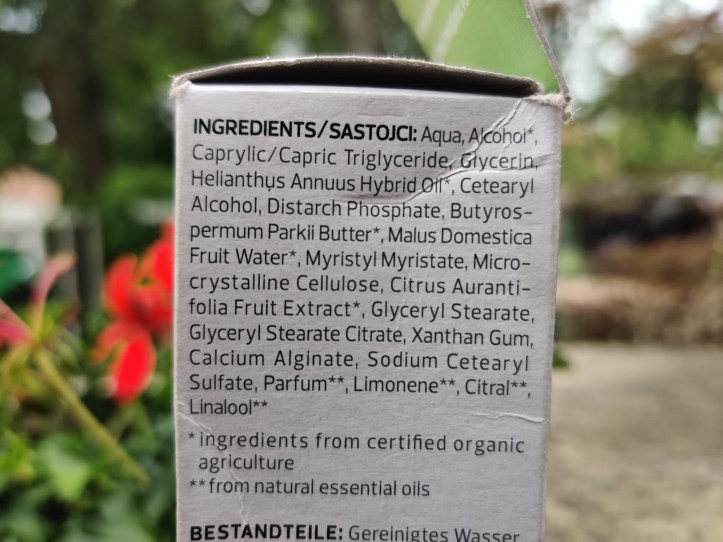 INGREDIENTS/SASTOJCI: Aqua, Alcohol*,
Caprylic/Capric Triglyceride, Glycerin,
Helianthus Annuus Hybrid Oil*, Cetearyl
Alcohol, Distarch Phosphate, Butyros-
permum Parkii Butter*, Malus Domestica
Fruit Water*, Myristyl Myristate, Micro-
crystalline Cellulose, Citrus Auranti-
folia Fruit Extract*, Glyceryl Stearate,
Glyceryl Stearate Citrate, Xanthan Gum,
Calcium Alginate, Sodium Cetearyl
Sulfate, Parfum**, Limonene**, Citral**,
Linalool**
* ingredients from certified organic
agriculture
** from natural essential oils
BESTANDTEILE: Gereinigtes Wasser